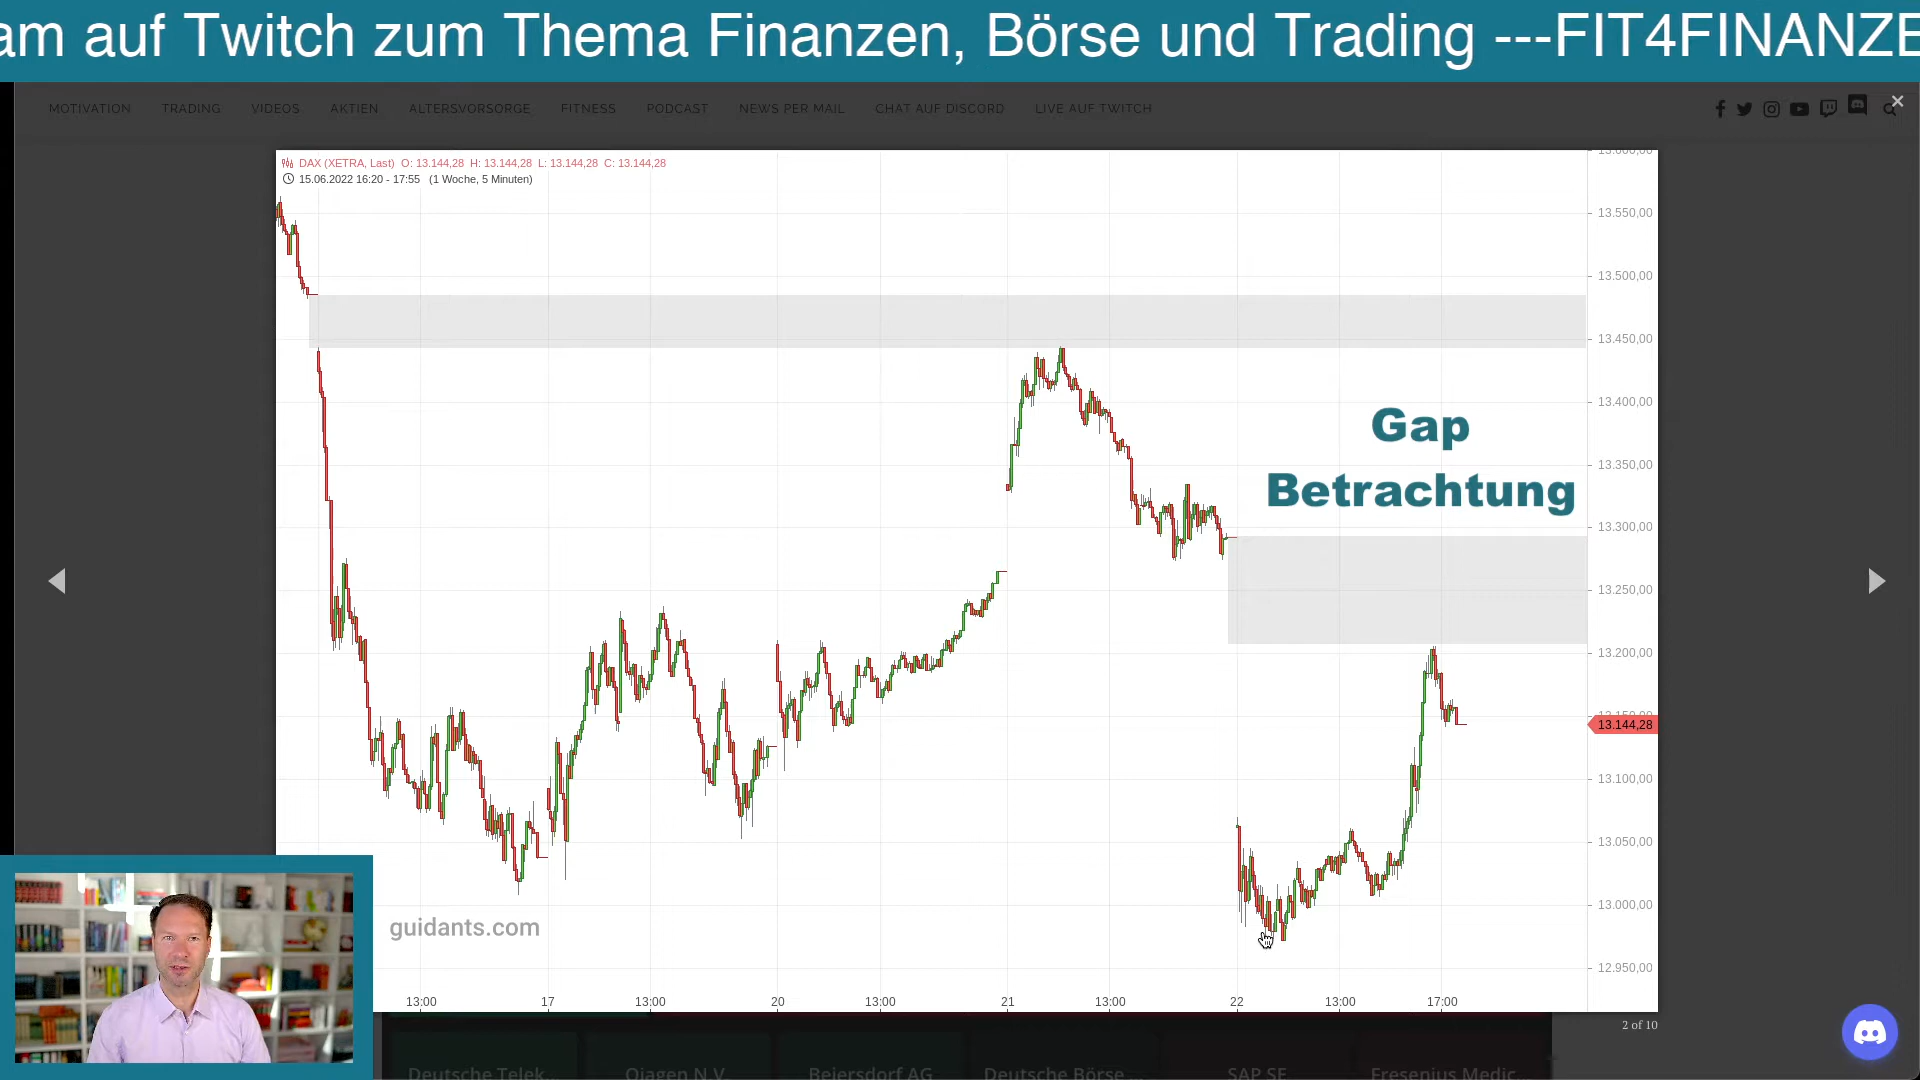 am auf Twitch zum Thema Finanzen, Börse und Trading ---FIT4FINANZE
MOTIVATION TRADING VIDEOS AKTIEN ALTERSVORSORGE FITNESS PODCAST NEWS PER MAIL CHAT AUF DISCORD LIVE AUF TWITCH
DAX (XETRA, Last) O: 13.144,28 H: 13.144,28 L: 13.144,28 C: 13.144,28
15.06.2022 16:20 - 17:55 (1 Woche, 5 Minuten)
13.550,00
13.500,00
13.450,00
13.400,00
Gap
Betrachtung
13.350,00
13.300,00
13.250,00
13.200,00
13.144,28
13.100,00
13.050,00
13.000,00
12.950,00
guidants.com
13:00 17 13:00 20 13:00 21 13:00 22 13:00 17:00
2 of 10
Deutsche Telek... Qiagen N.V. Beiersdorf AG Deutsche Börse ... SAP SE Fresenius Medic...